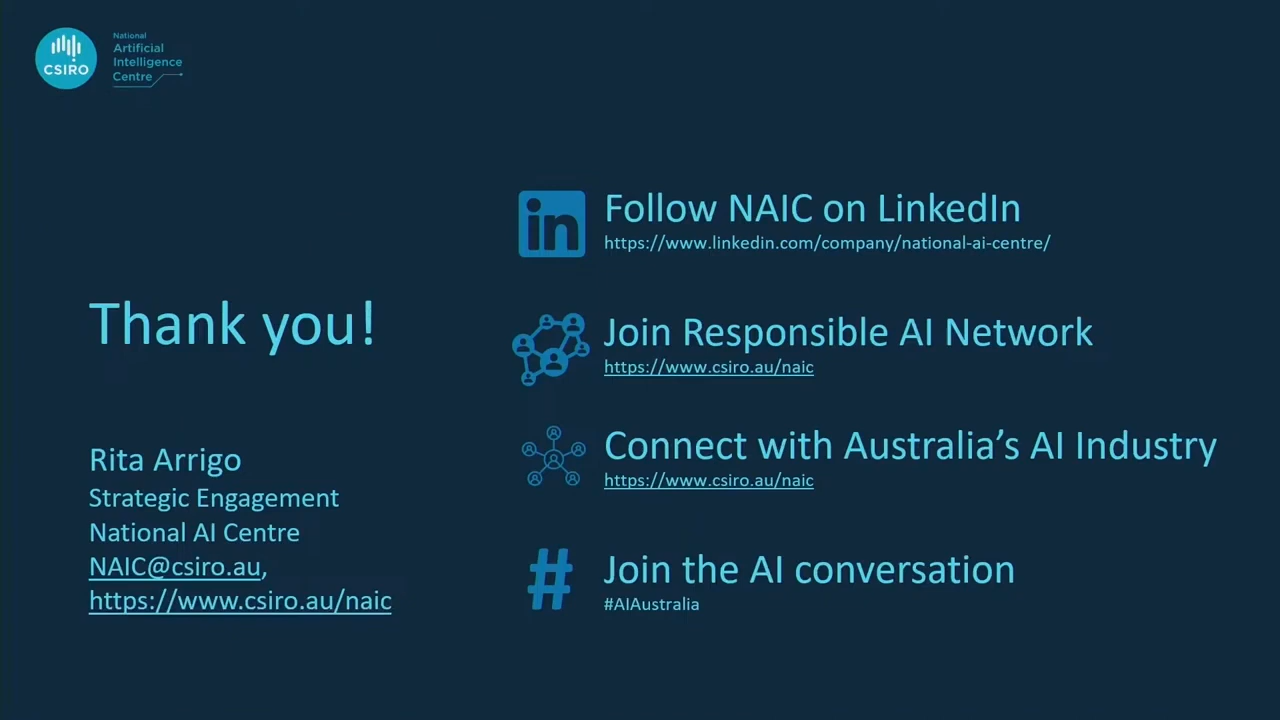 CSIRO
National
Artificial
Intelligence
Centre
Thank you!
Rita Arrigo
Strategic Engagement
National AI Centre
NAIC@csiro.au,
https://www.csiro.au/naic
in
Follow NAIC on LinkedIn
https://www.linkedin.com/company/national-ai-centre/
Join Responsible AI Network
https://www.csiro.au/naic
Connect with Australia’s AI Industry
https://www.csiro.au/naic
#
Join the AI conversation
#AIAustralia